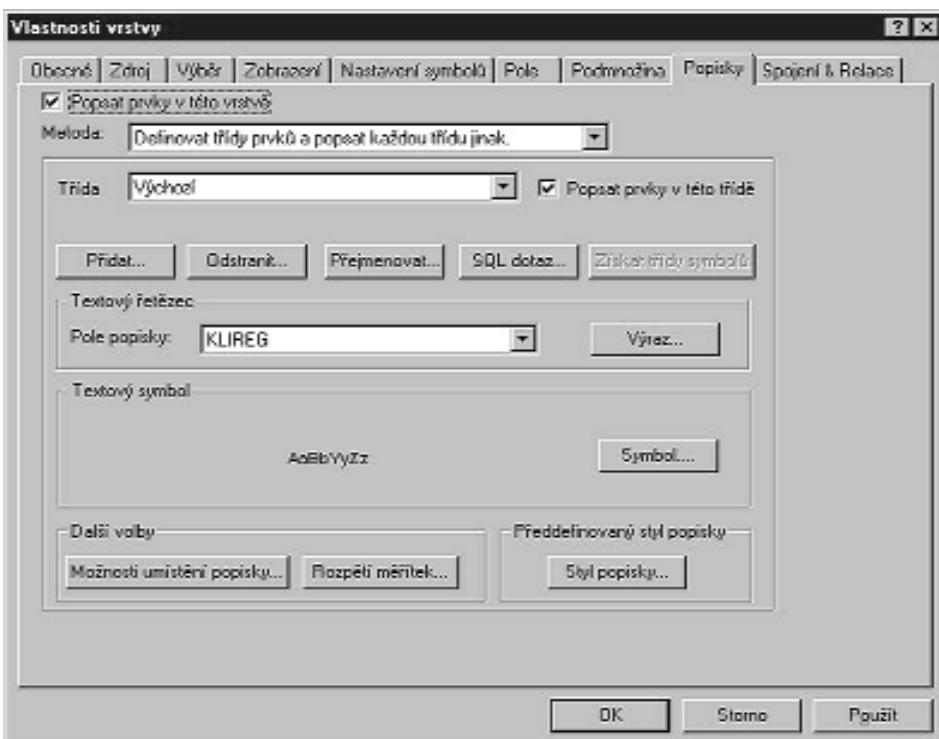 Vlastnosti vrstvy
Obecné Zdroj Výběr Zobrazení Nastavení symbolů Pole Podmnožina Popisky Spojení & Relace
Popsat prvky v této vrstvě
Metoda: Definovat třídy prvků a popsat každou třídu jinak.
Třída Výchozí Popsat prvky v této třídě
Přidat... Odstranit... Přejmenovat... SQL dotaz... Získat třídy symbolů
Textový řetězec
Pole popisky: KLIREG Výraz...
Textový symbol
AaBbYyZz Symbol....
Další volby Předdefinovaný styl popisky
Možnosti umístění popisky... Rozpětí měřítek... Styl popisky...
OK Storno Použít